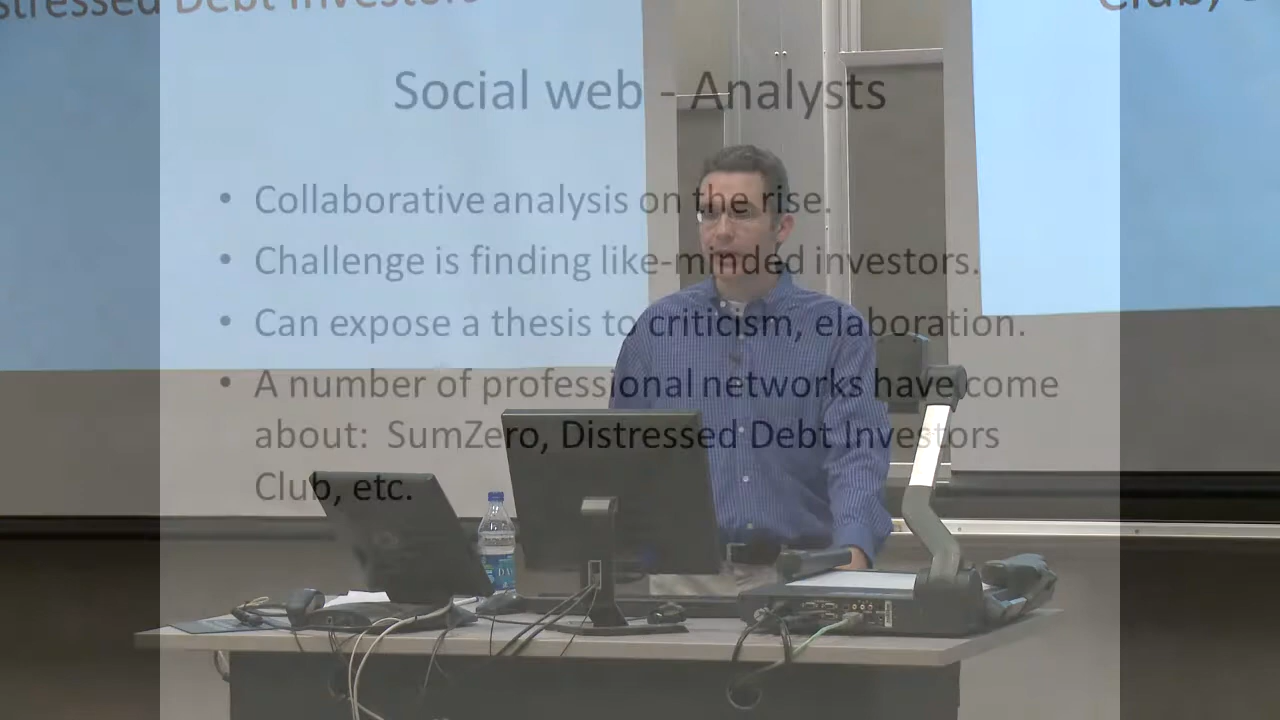 stressed Debt Investors
Club,
Social web - Analysts
• Collaborative analysis on the rise.
• Challenge is finding like-minded investors.
• Can expose a thesis to criticism, elaboration.
• A number of professional networks have come
about: SumZero, Distressed Debt Investors
Club, etc.